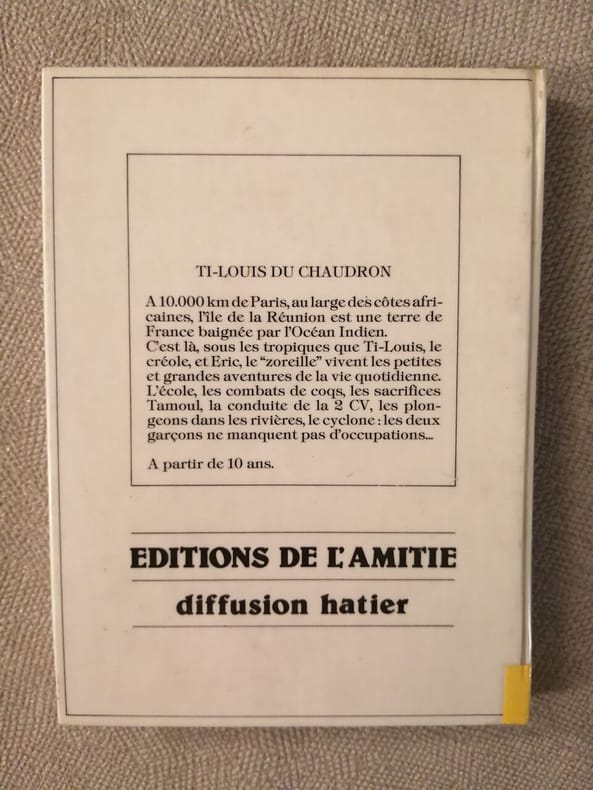 TI-LOUIS DU CHAUDRON
A 10.000 km de Paris, au large des côtes afri-
caines, l'île de la Réunion est une terre de
France baignée par l'Océan Indien.
C'est là, sous les tropiques que Ti-Louis, le
créole, et Eric, le "zoreille" vivent les petites
et grandes aventures de la vie quotidienne.
L'école, les combats de coqs, les sacrifices
Tamoul, la conduite de la 2 CV, les plon-
geons dans les rivières, le cyclone : les deux
garçons ne manquent pas d'occupations...
A partir de 10 ans.
EDITIONS DE L'AMITIE
diffusion hatier